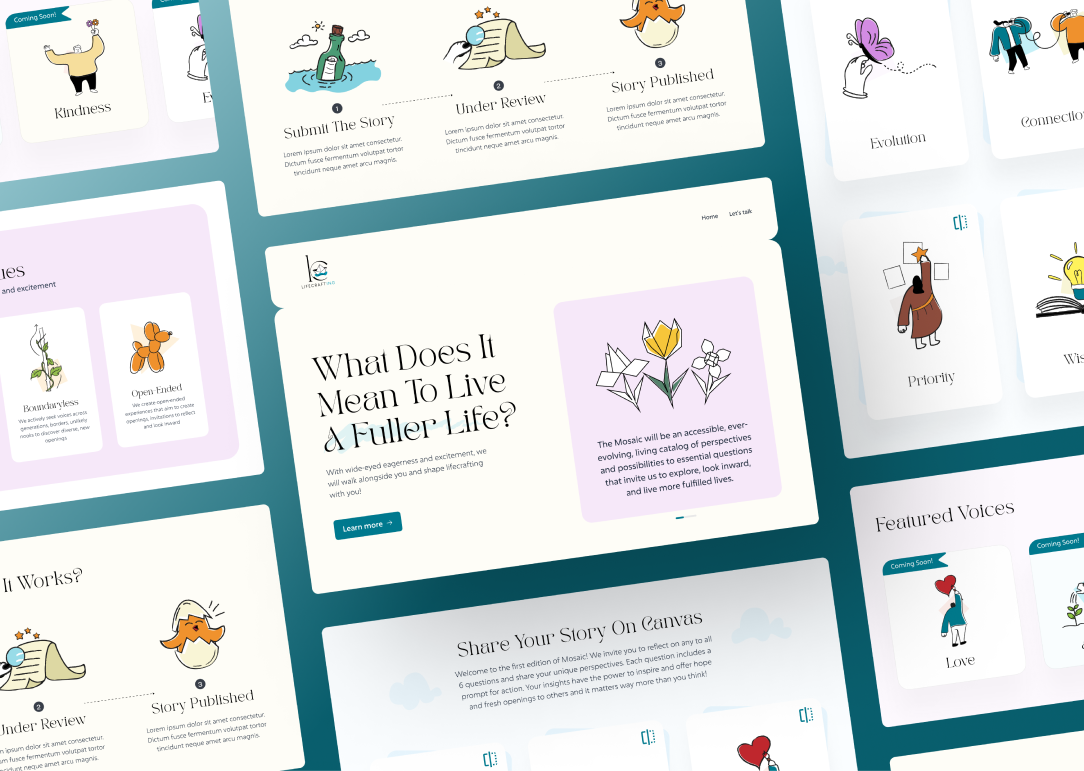 Coming Soon!
Kindness
1
Submit The Story
Lorem ipsum dolor sit amet consectetur.
Dictum fusce fermentum volutpat tortor
tincidunt neque amet arcu magnis.
2
Under Review
Lorem ipsum dolor sit amet consectetur.
Dictum fusce fermentum volutpat tortor
tincidunt neque amet arcu magnis.
3
Story Published
Lorem ipsum dolor sit amet consectetur.
Dictum fusce fermentum volutpat tortor
tincidunt neque amet arcu magnis.
Evolution
Priority
and excitement
Boundaryless
We actively seek voices across
generations, borders, unlikely
nooks to discover diverse, new
openings
Open Ended
We create openended
experiences that aim to create
openings, invitations to reflect
and look inward
Home
Let's talk
LIFECRAFTING
What Does It
Mean To Live
A Fuller Life?
With wide-eyed eagerness and excitement, we
will walk alongside you and shape lifecrafting
with you!
Learn more →
The Mosaic will be an accessible, ever-
evolving, living catalog of perspectives
and possibilities to essential questions
that invite us to explore, look inward,
and live more fulfilled lives.
It Works?
2
Under Review
ipsum dolor sit amet consectetur.
fusce fermentum volutpat tortor
tincidunt neque amet arcu magnis.
3
Story Published
Lorem ipsum dolor sit amet consectetur.
Dictum fusce fermentum volutpat tortor
tincidunt neque amet arcu magnis.
Share Your Story On Canvas
Welcome to the first edition of Mosaic! We invite you to reflect on any to all
6 questions and share your unique perspectives. Each question includes a
prompt for action. Your insights have the power to inspire and offer hope
and fresh openings to others and it matters way more than you think!
Featured Voices
Coming Soon!
Love
Coming Soon!